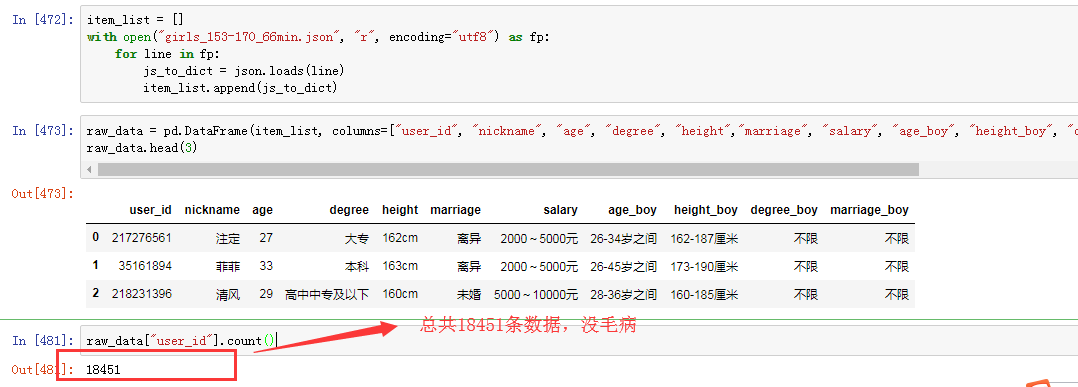 In [472]:
item_list = []
with open("girls_153-170_66min.json", "r", encoding="utf8") as fp:
    for line in fp:
        js_to_dict = json.loads(line)
        item_list.append(js_to_dict)
In [473]:
raw_data = pd.DataFrame(item_list, columns=["user_id", "nickname", "age", "degree", "height","marriage", "salary", "age_boy", "height_boy",
raw_data.head(3)
Out[473]:
user_id nickname age degree height marriage salary age_boy height_boy degree_boy marriage_boy
0 217276561 注定 27 大专 162cm 离异 2000～5000元 26-34岁之间 162-187厘米 不限 不限
1 35161894 菲菲 33 本科 163cm 离异 2000～5000元 26-45岁之间 173-190厘米 不限 不限
2 218231396 清风 29 高中中专及以下 160cm 未婚 5000～10000元 28-36岁之间 160-185厘米 不限 不限
总共18451条数据，没毛病
In [481]: raw_data["user_id"].count()
Out[481]: 18451